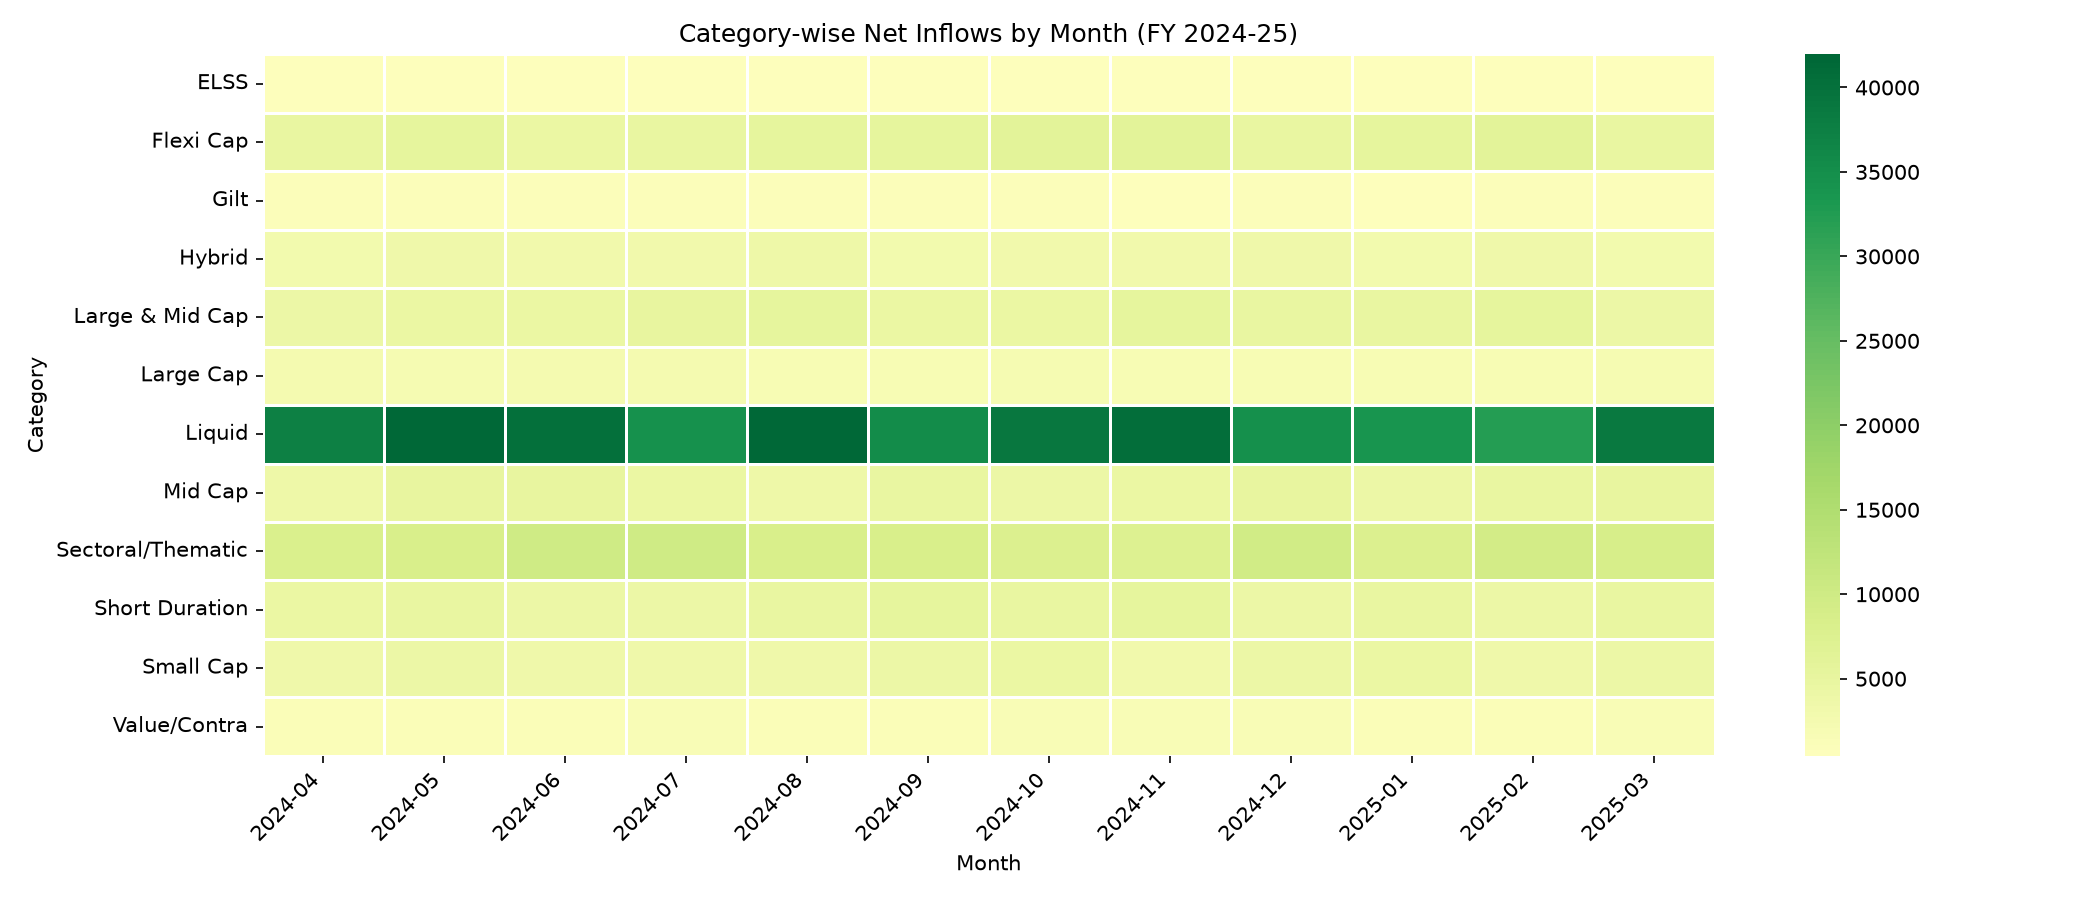 Category-wise Net Inflows by Month (FY 2024-25)
Category
ELSS
Flexi Cap
Gilt
Hybrid
Large & Mid Cap
Large Cap
Liquid
Mid Cap
Sectoral/Thematic
Short Duration
Small Cap
Value/Contra
2024-04
2024-05
2024-06
2024-07
2024-08
2024-09
2024-10
2024-11
2024-12
2025-01
2025-02
2025-03
Month
40000
35000
30000
25000
20000
15000
10000
5000